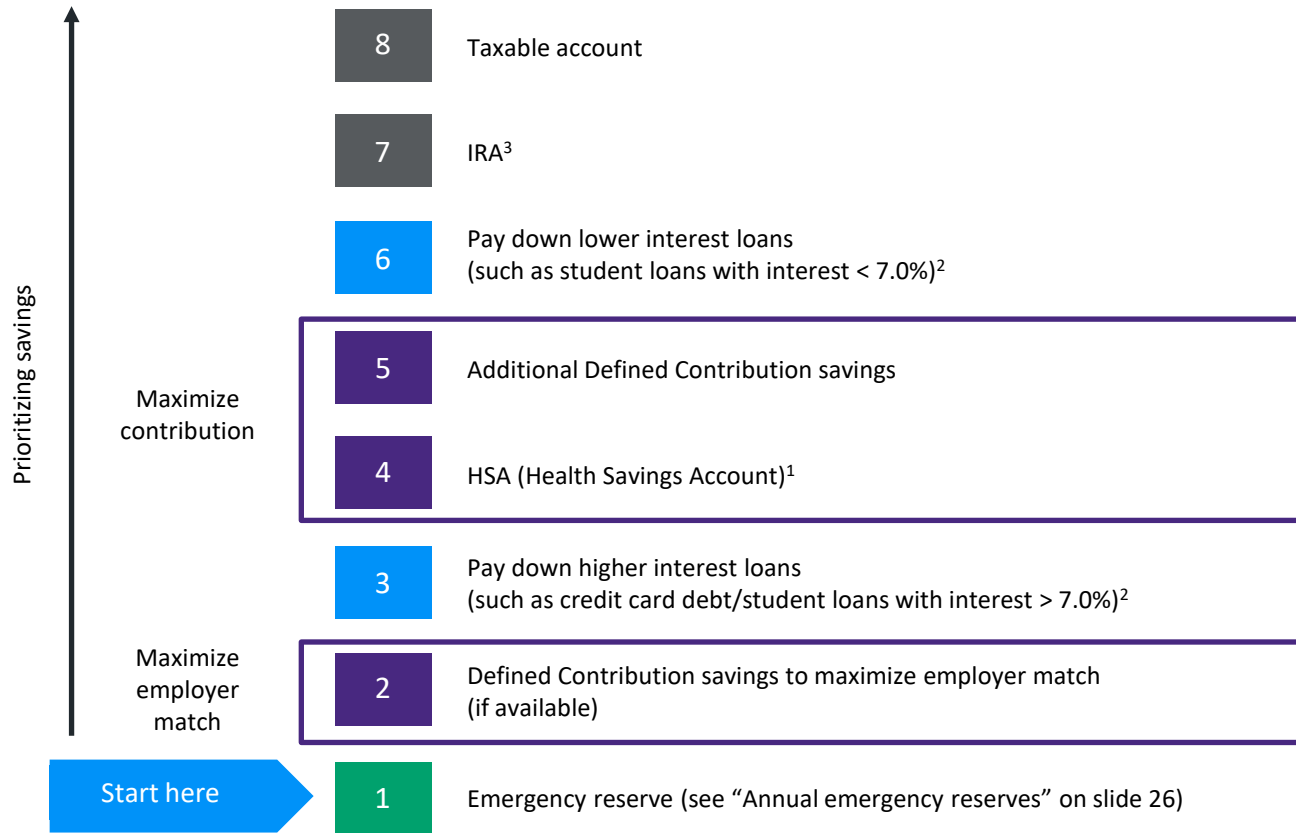 8
Taxable account
7
IRA³
6
Pay down lower interest loans
(such as student loans with interest < 7.0%)²
Prioritizing savings
Maximize
contribution
5
Additional Defined Contribution savings
4
HSA (Health Savings Account)¹
3
Pay down higher interest loans
(such as credit card debt/student loans with interest > 7.0%)²
Maximize
employer
match
2
Defined Contribution savings to maximize employer match
(if available)
Start here
1
Emergency reserve (see “Annual emergency reserves” on slide 26)